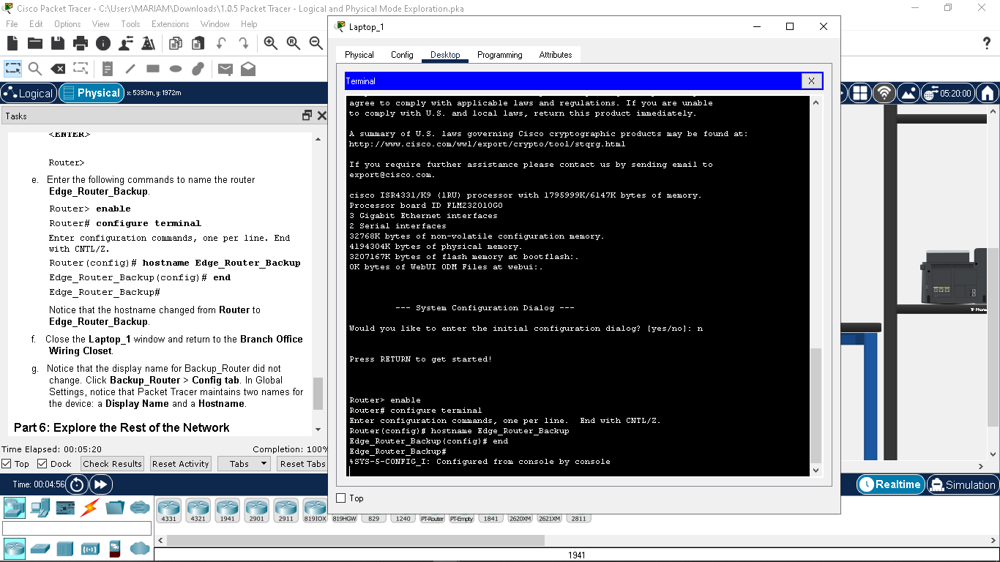 Cisco Packet Tracer - C:\Users\MARIAM\Downloads\1.0.5 Packet Tracer - Logical and Physical Mode Exploration.pka
File Edit Options View Tools Extensions Window Help
Logical Physical x: 5393m, y: 1972m
05:20:00
Tasks
<ENTER>
Router>
e. Enter the following commands to name the router
Edge_Router_Backup.
Router> enable
Router# configure terminal
Enter configuration commands, one per line. End
with CNTL/Z.
Router(config)# hostname Edge_Router_Backup
Edge_Router_Backup(config)# end
Edge_Router_Backup#
Notice that the hostname changed from Router to
Edge_Router_Backup.
f. Close the Laptop_1 window and return to the Branch Office
Wiring Closet.
g. Notice that the display name for Backup_Router did not
change. Click Backup_Router > Config tab. In Global
Settings, notice that Packet Tracer maintains two names for
the device: a Display Name and a Hostname.
Part 6: Explore the Rest of the Network
Time Elapsed: 00:05:20 Completion: 100%
Top Dock Check Results Reset Activity Tabs Reset Tabs
Time: 00:04:56
Laptop_1
Physical Config Desktop Programming Attributes
Terminal
X
agree to comply with applicable laws and regulations. If you are unable
to comply with U.S. and local laws, return this product immediately.
A summary of U.S. laws governing Cisco cryptographic products may be found at:
http://www.cisco.com/wwl/export/crypto/tool/stqrg.html
If you require further assistance please contact us by sending email to
export@cisco.com.
cisco ISR4331/K9 (1RU) processor with 1795999K/6147K bytes of memory.
Processor board ID FLM232010G0
3 Gigabit Ethernet interfaces
2 Serial interfaces
32768K bytes of non-volatile configuration memory.
4194304K bytes of physical memory.
3207167K bytes of flash memory at bootflash:.
0K bytes of WebUI ODM Files at webui:.
--- System Configuration Dialog ---
Would you like to enter the initial configuration dialog? [yes/no]: n
Press RETURN to get started!
Router> enable
Router# configure terminal
Enter configuration commands, one per line.  End with CNTL/Z.
Router(config)# hostname Edge_Router_Backup
Edge_Router_Backup(config)# end
Edge_Router_Backup#
%SYS-5-CONFIG_I: Configured from console by console
Top
IP Phone
Realtime Simulation
4331 4321 1941 2901 2911 819IOX 819HGW 829 1240 PT-Router PT-Empty 1841 2620XM 2621XM 2811
1941